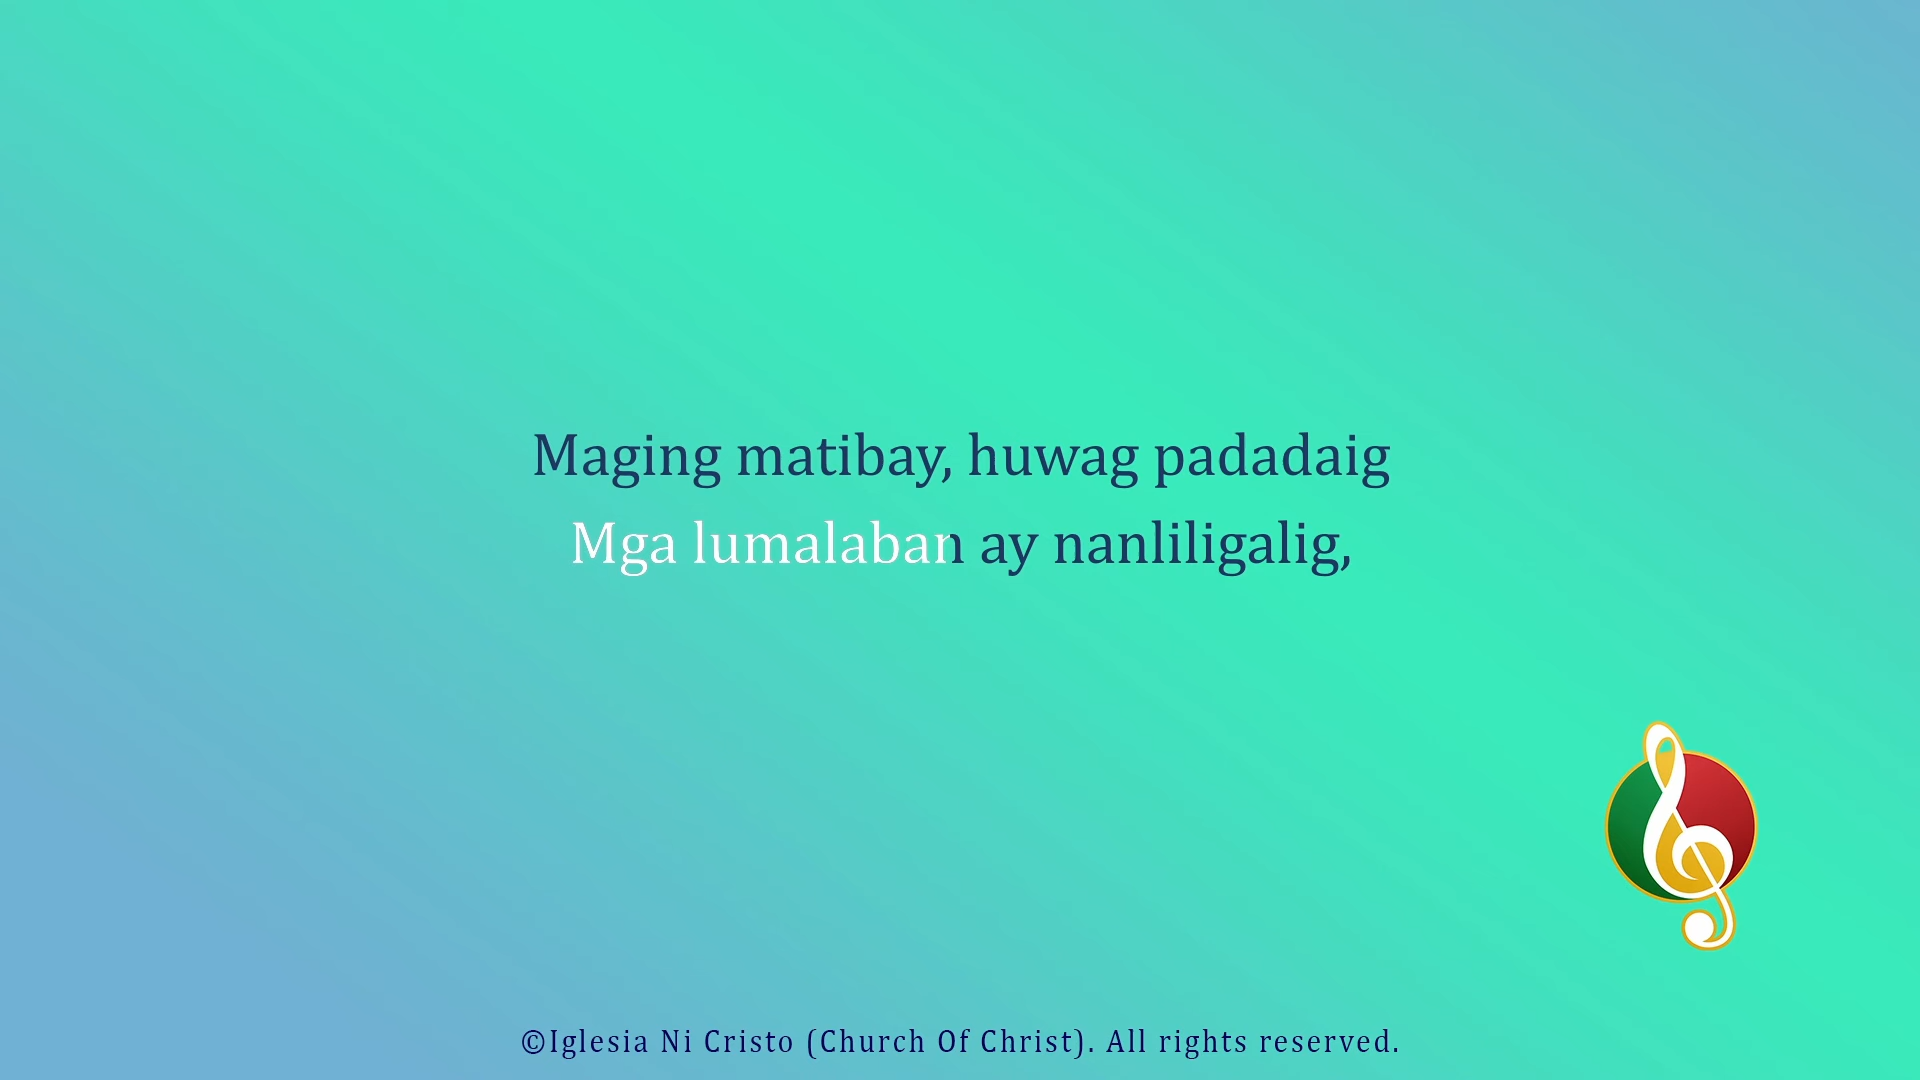 Maging matibay, huwag padadaig
Mga lumalaban ay nanliligalig,
©Iglesia Ni Cristo (Church Of Christ). All rights reserved.